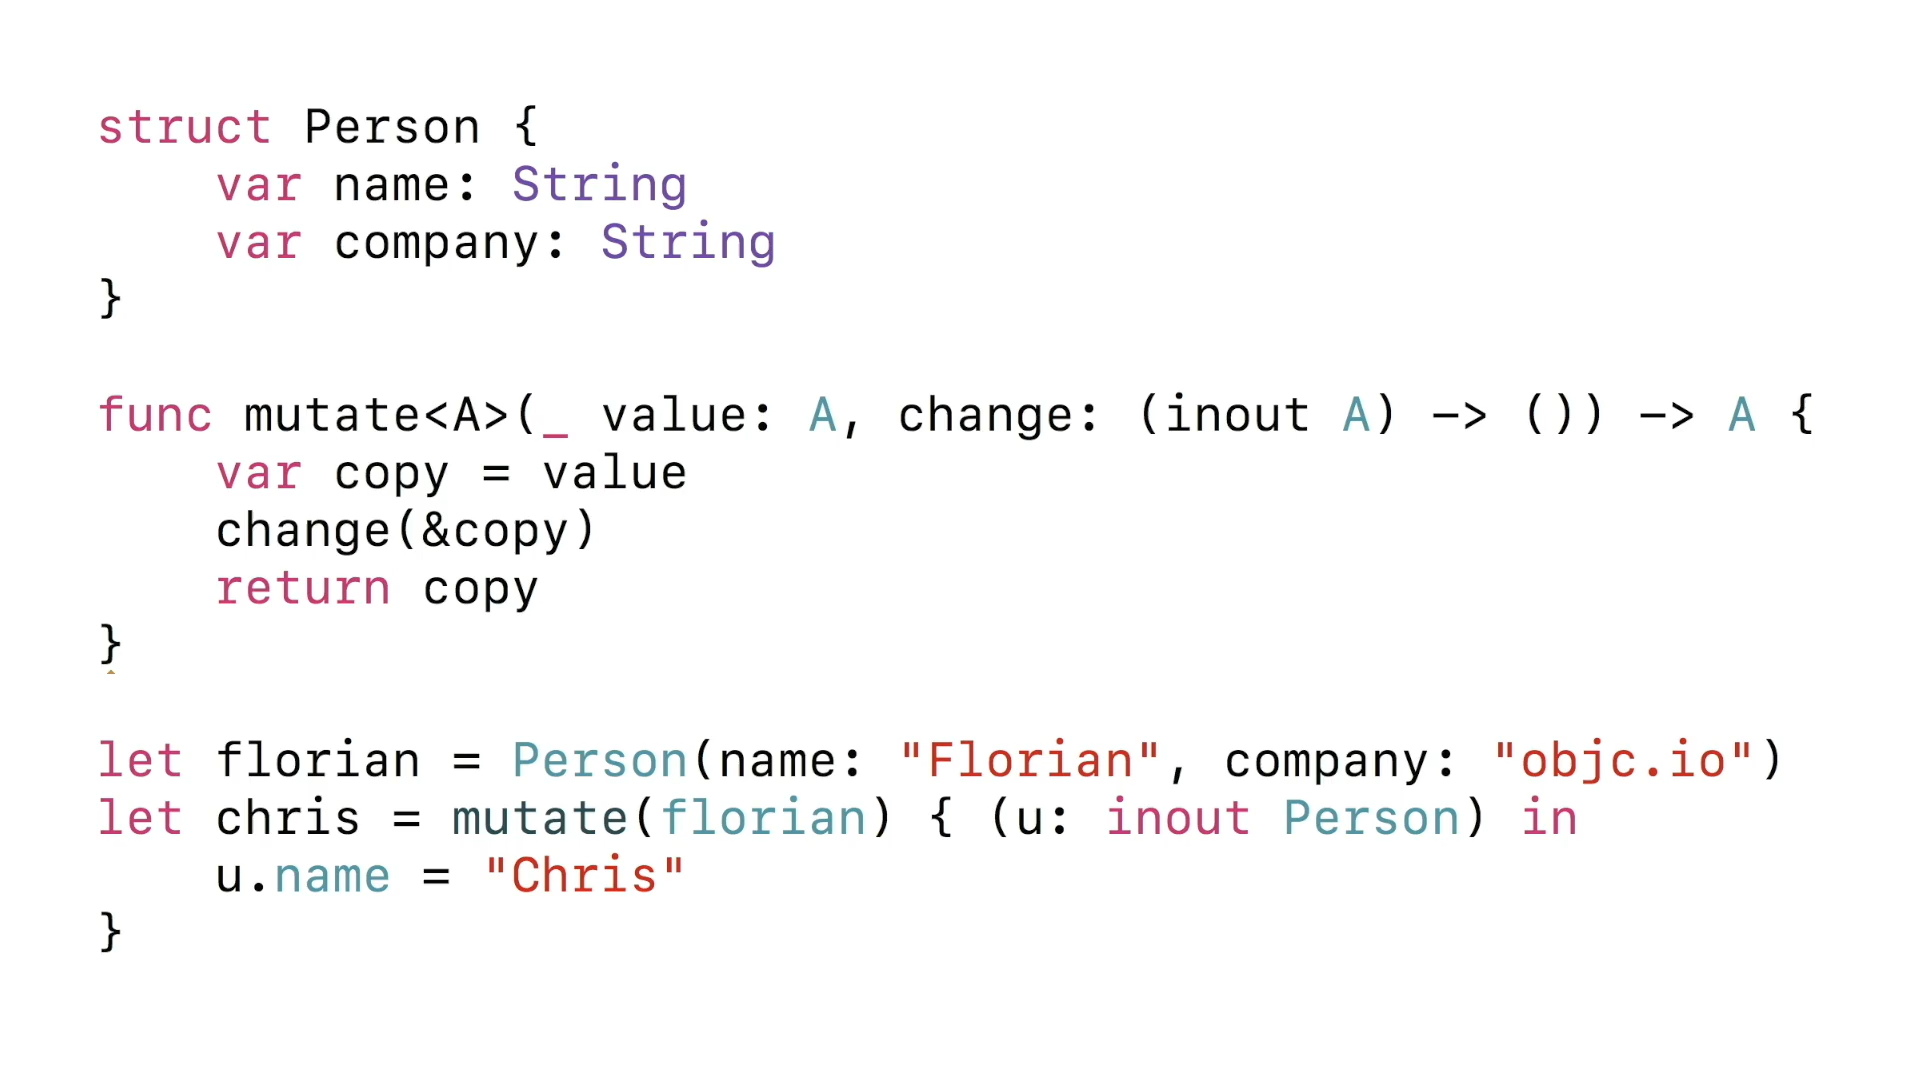 struct Person {
    var name: String
    var company: String
}
func mutate<A>(_ value: A, change: (inout A) -> ()) -> A {
    var copy = value
    change(&copy)
    return copy
}
let florian = Person(name: "Florian", company: "objc.io")
let chris = mutate(florian) { (u: inout Person) in
    u.name = "Chris"
}